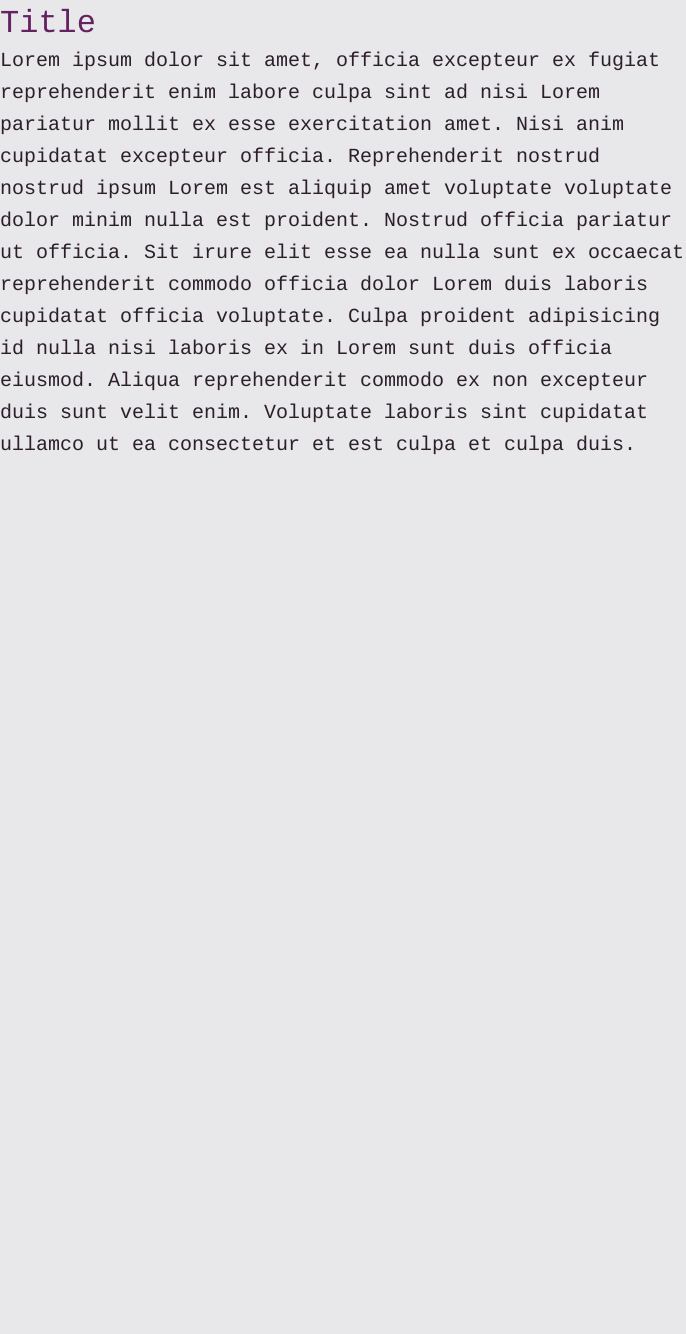 Title
Lorem ipsum dolor sit amet, officia excepteur ex fugiat
reprehenderit enim labore culpa sint ad nisi Lorem
pariatur mollit ex esse exercitation amet. Nisi anim
cupidatat excepteur officia. Reprehenderit nostrud
nostrud ipsum Lorem est aliquip amet voluptate voluptate
dolor minim nulla est proident. Nostrud officia pariatur
ut officia. Sit irure elit esse ea nulla sunt ex occaecat
reprehenderit commodo officia dolor Lorem duis laboris
cupidatat officia voluptate. Culpa proident adipisicing
id nulla nisi laboris ex in Lorem sunt duis officia
eiusmod. Aliqua reprehenderit commodo ex non excepteur
duis sunt velit enim. Voluptate laboris sint cupidatat
ullamco ut ea consectetur et est culpa et culpa duis.